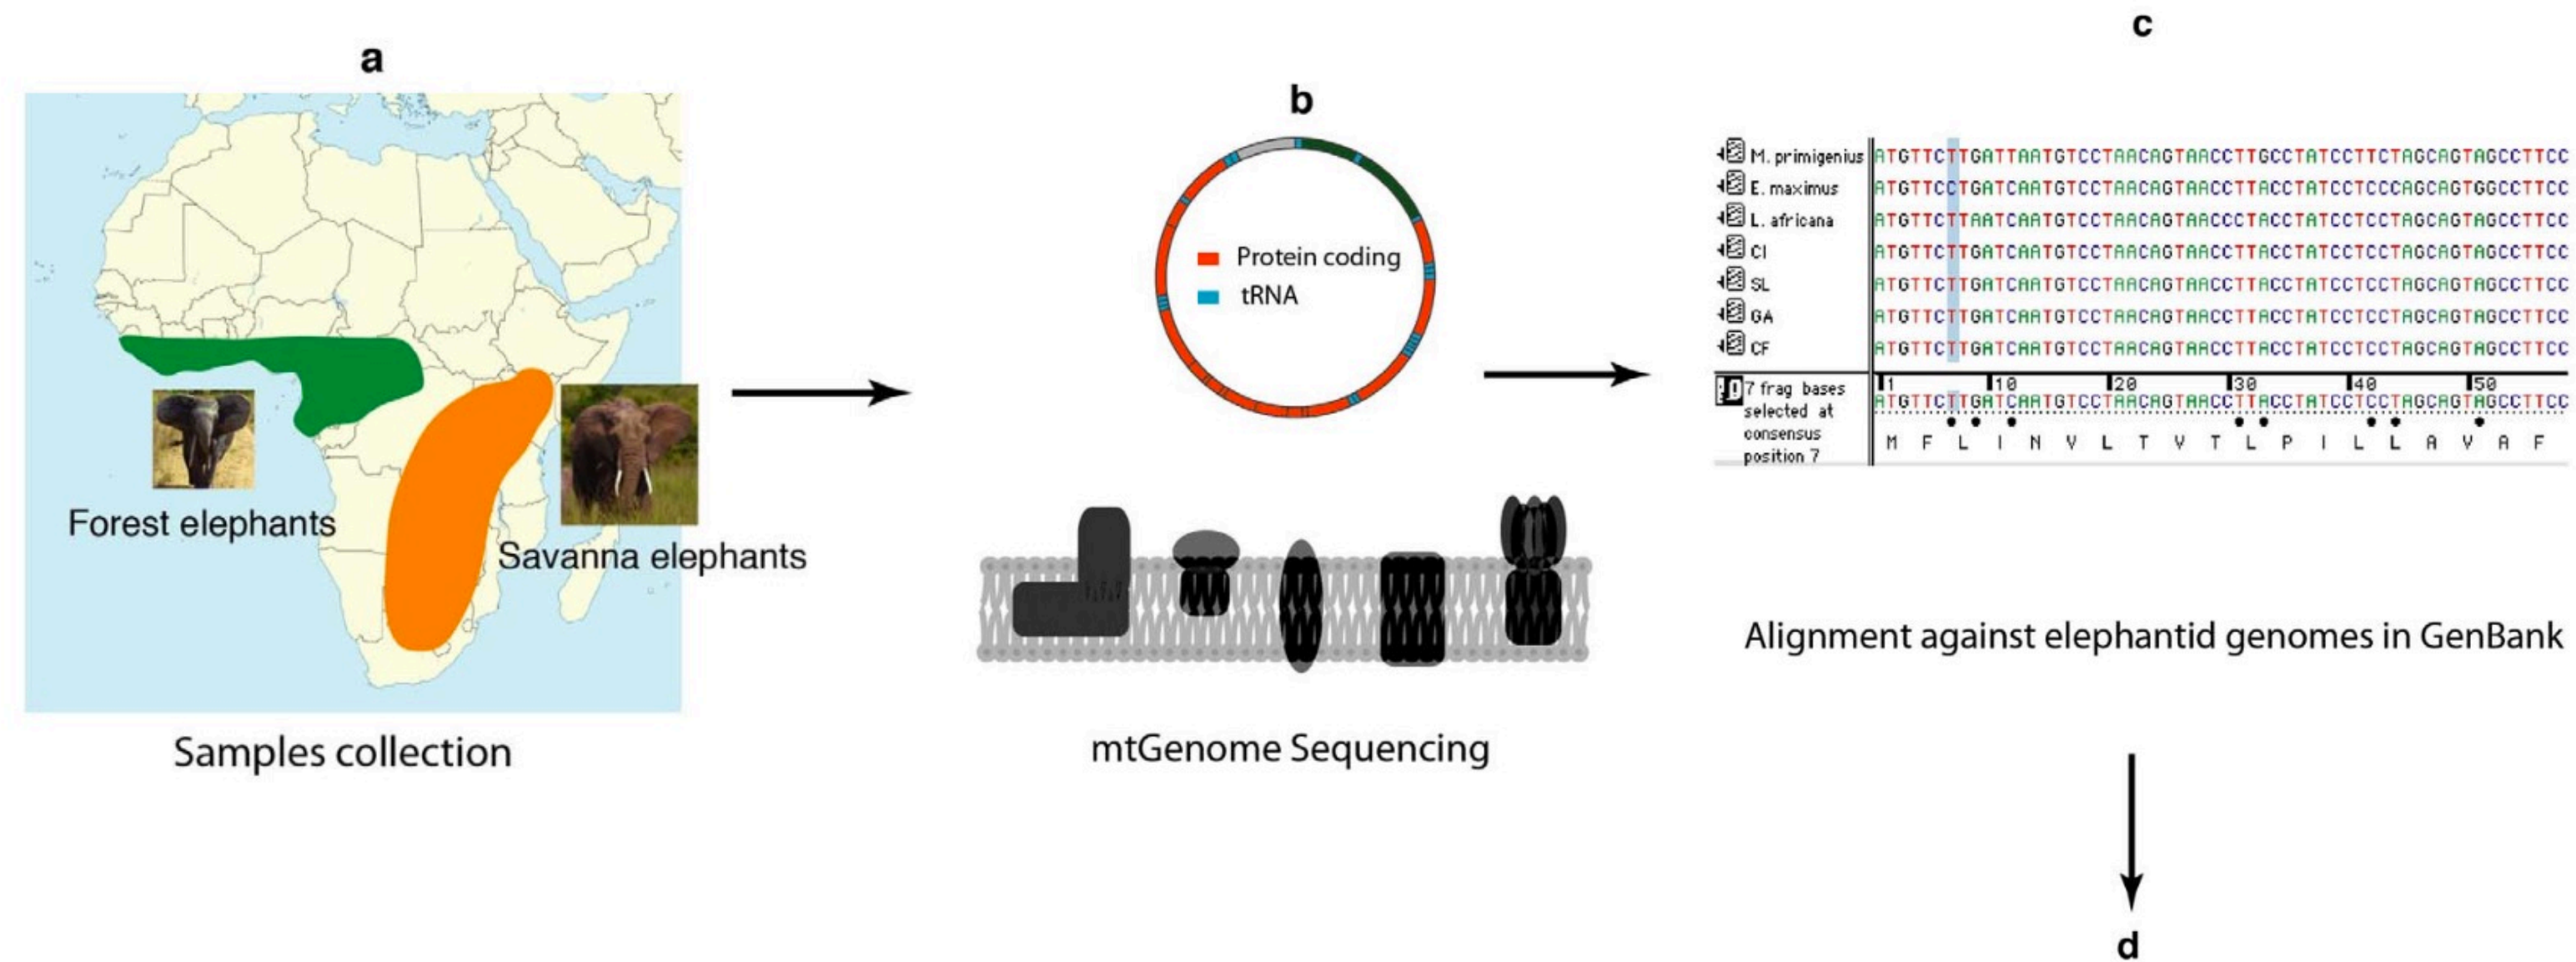 a
Forest elephants
Savanna elephants
Samples collection
b
Protein coding
tRNA
mtGenome Sequencing
c
M. primigenius ATGTTCTTGATTAATGTCCTAACAGTAACCTTGCCTATCCTTCTAGCAGTAGCCTTCC
E. maximus ATGTTCCTGATCAATGTCCTAACAGTAACCTTACCTATCCTCCCAGCAGTGGCCTTCC
L. africana ATGTTCTTAATCAATGTCCTAACAGTAACCCTACCTATCCTCCTAGCAGTAGCCTTCC
CI ATGTTCTTGATCAATGTCCTAACAGTAACCTTACCTATCCTCCTAGCAGTAGCCTTCC
SL ATGTTCTTGATCAATGTCCTAACAGTAACCTTACCTATCCTCCTAGCAGTAGCCTTCC
GA ATGTTCTTGATCAATGTCCTAACAGTAACCTTACCTATCCTCCTAGCAGTAGCCTTCC
CF ATGTTCTTGATCAATGTCCTAACAGTAACCTTACCTATCCTCCTAGCAGTAGCCTTCC
7 frag bases
selected at
consensus
position 7
1 10 20 30 40 50
ATGTTCTTGATCAATGTCCTAACAGTAACCTTACCTATCCTCCTAGCAGTAGCCTTCC
M F L I N V L T V T L P I L L A V A F
Alignment against elephantid genomes in GenBank
d